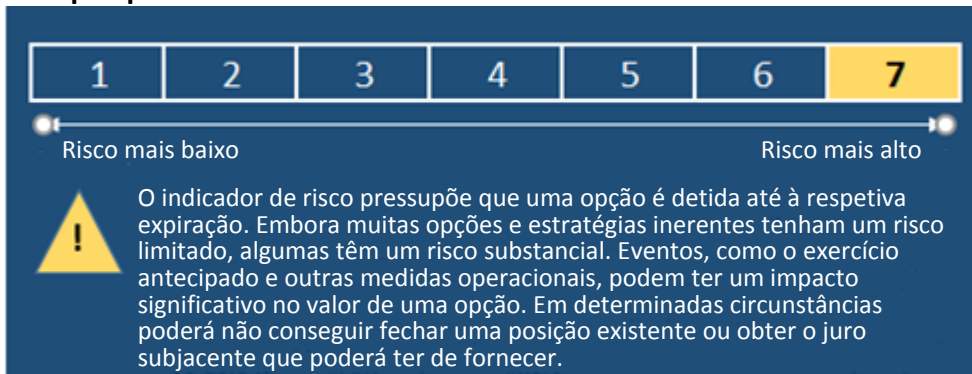 1 2 3 4 5 6 7
Risco mais baixo Risco mais alto
O indicador de risco pressupõe que uma opção é detida até à respetiva
expiração. Embora muitas opções e estratégias inerentes tenham um risco
limitado, algumas têm um risco substancial. Eventos, como o exercício
antecipado e outras medidas operacionais, podem ter um impacto
significativo no valor de uma opção. Em determinadas circunstâncias
poderá não conseguir fechar uma posição existente ou obter o juro
subjacente que poderá ter de fornecer.
!